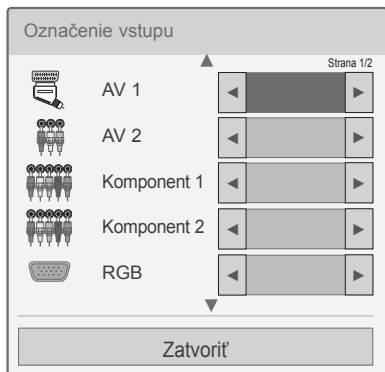 Označenie vstupu
Strana 1/2
AV 1
AV 2
Komponent 1
Komponent 2
RGB
Zatvoriť